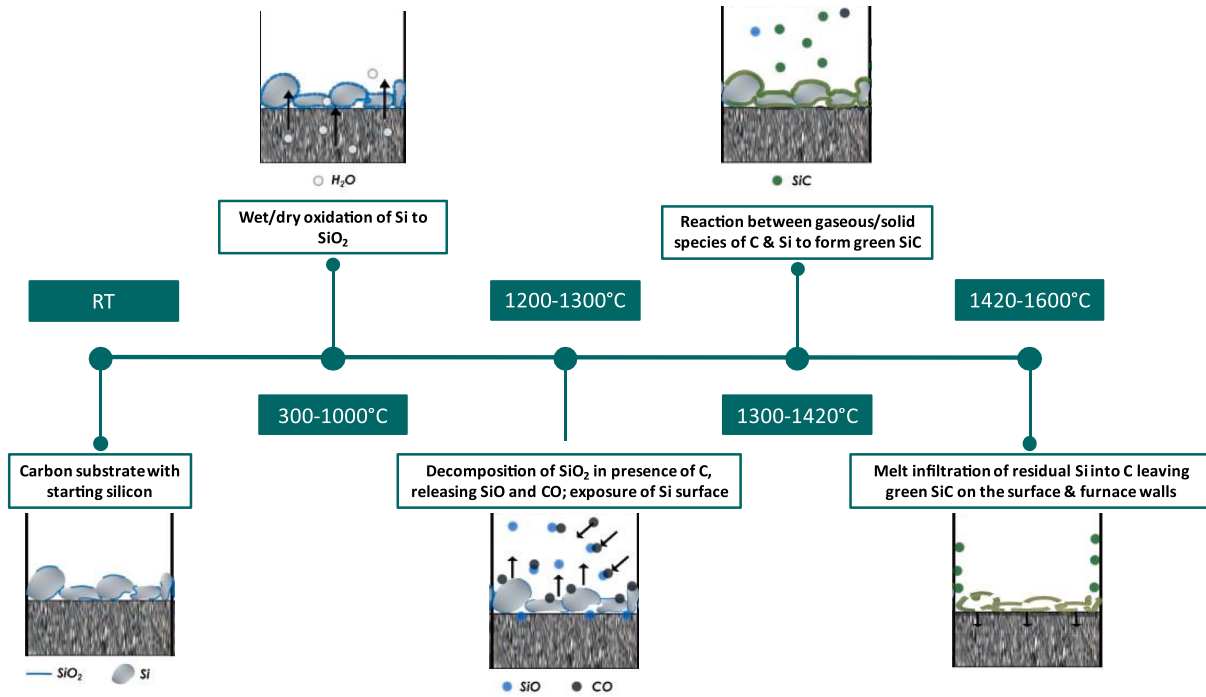 H₂O
SiC
Wet/dry oxidation of Si to
SiO₂
Reaction between gaseous/solid
species of C & Si to form green SiC
RT
1200-1300°C
1420-1600°C
300-1000°C
1300-1420°C
Carbon substrate with
starting silicon
Decomposition of SiO₂ in presence of C,
releasing SiO and CO; exposure of Si surface
Melt infiltration of residual Si into C leaving
green SiC on the surface & furnace walls
SiO₂ Si
SiO CO